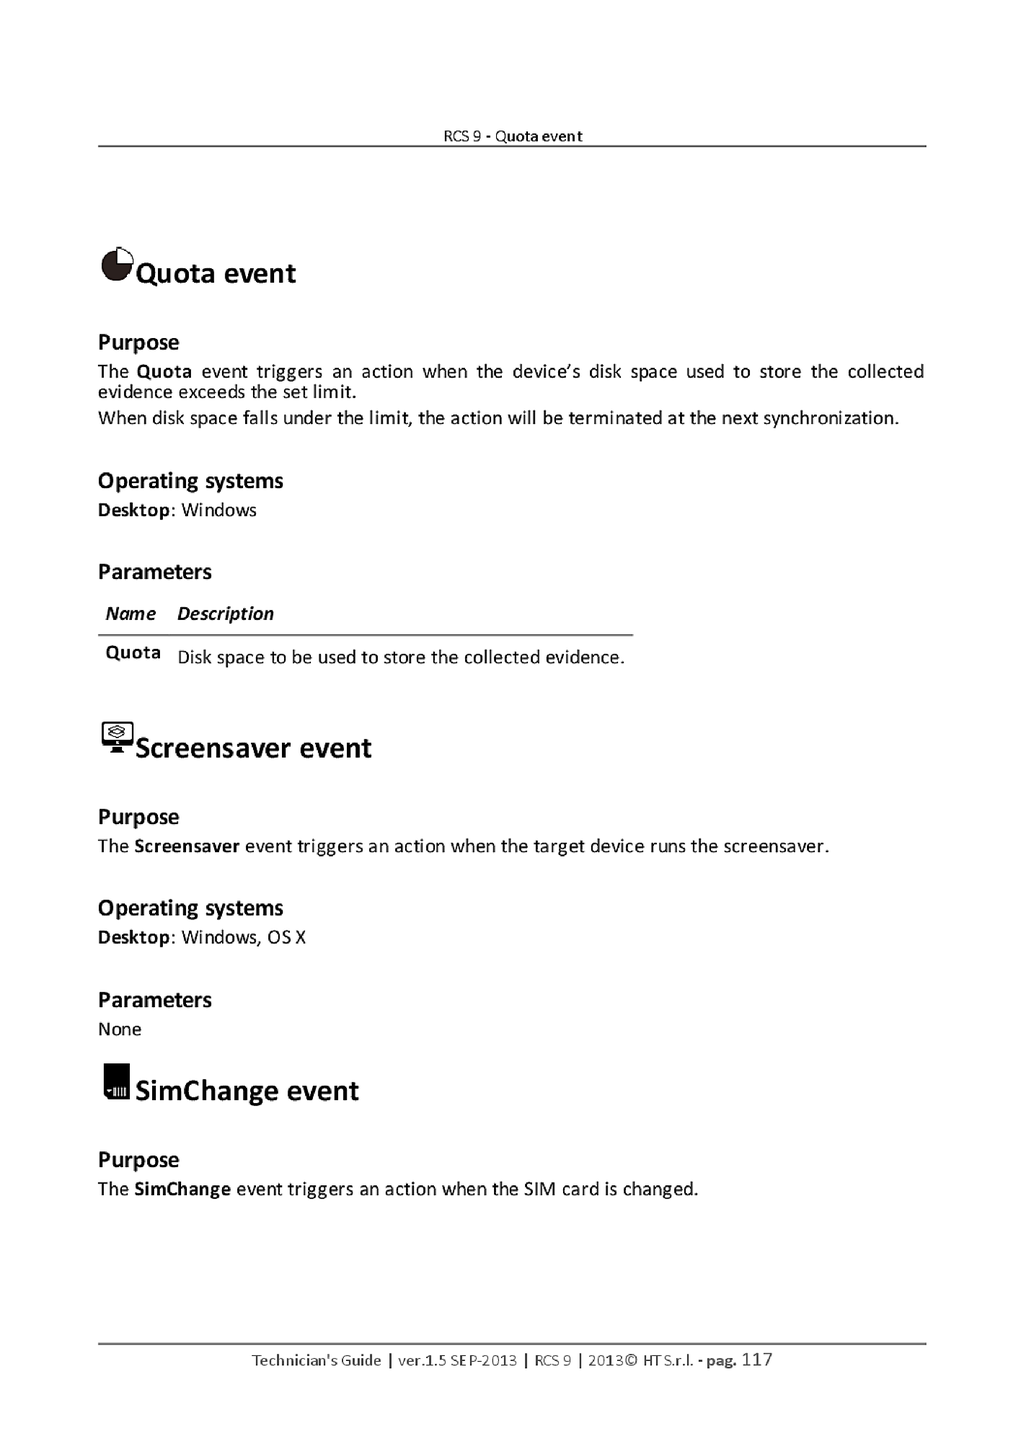 RCS 9 - Quota event
Quota event
Purpose
The Quota event triggers an action when the device's disk space used to store the collected
evidence exceeds the set limit.
When disk space falls under the limit, the action will be terminated at the next synchronization.
Operating systems
Desktop: Windows
Parameters
Name Description
Quota Disk space to be used to store the collected evidence.
Screensaver event
Purpose
The Screensaver event triggers an action when the target device runs the screensaver.
Operating systems
Desktop: Windows, OS X
Parameters
None
SimChange event
Purpose
The SimChange event triggers an action when the SIM card is changed.
Technician's Guide | ver.1.5 SEP-2013 | RCS 9 | 2013© HT S.r.l. - pag. 117